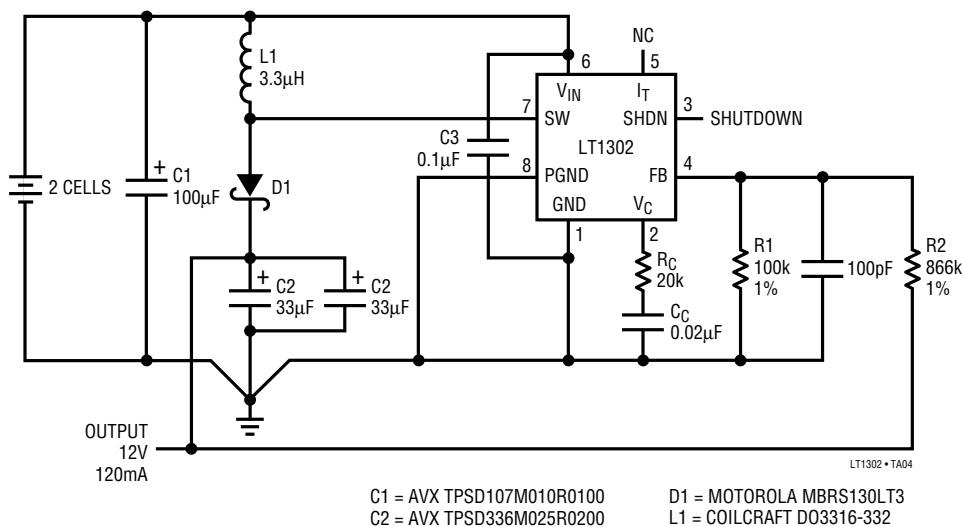 NC
L1
3.3µH
6
5
VIN
IT
7
SW
SHDN
3
SHUTDOWN
C3
0.1µF
LT1302
+
2 CELLS
C1
100µF
D1
8
PGND
FB
4
GND
VC
1
2
R1
100k
1%
100pF
R2
866k
1%
RC
20k
+
C2
33µF
+
C2
33µF
CC
0.02µF
OUTPUT
12V
120mA
LT1302 • TA04
C1 = AVX TPSD107M010R0100
C2 = AVX TPSD336M025R0200
D1 = MOTOROLA MBRS130LT3
L1 = COILCRAFT DO3316-332